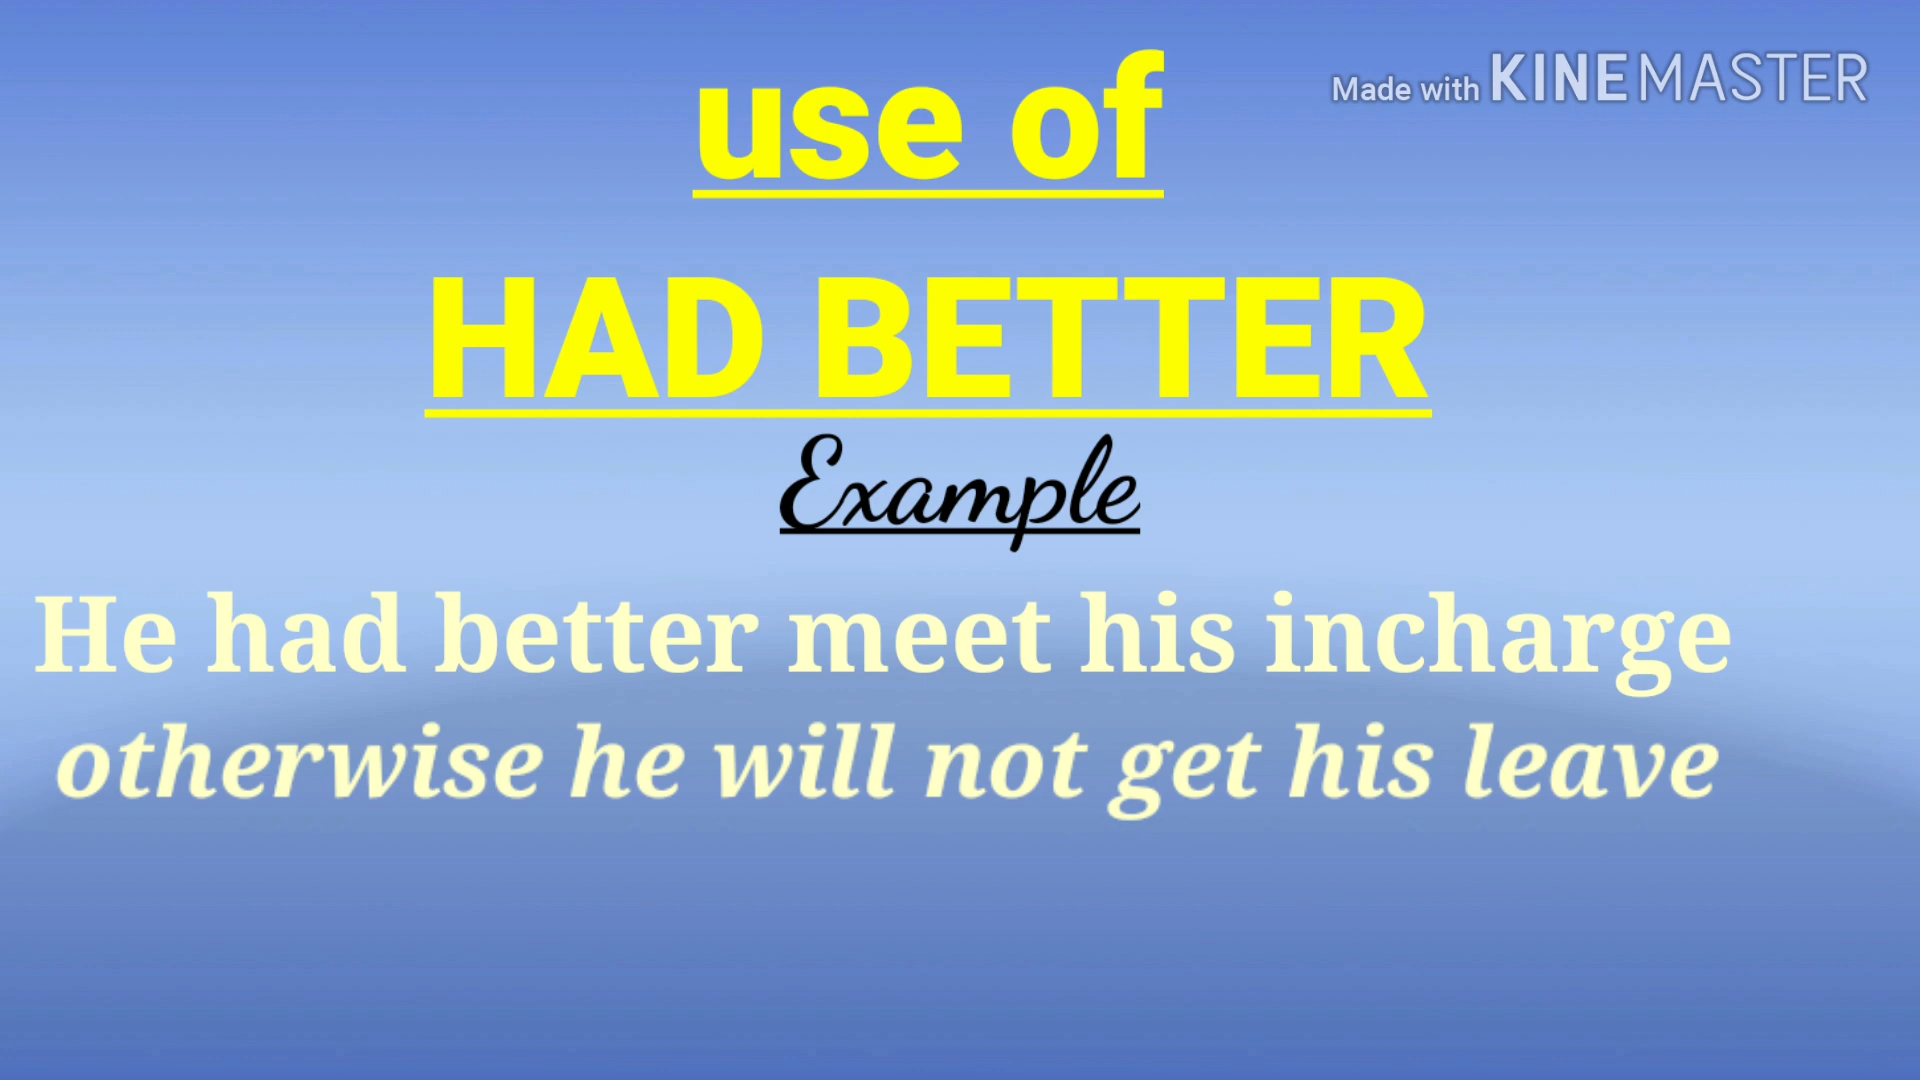 use of
Made with KINEMASTER
HAD BETTER
Example
He had better meet his incharge
otherwise he will not get his leave